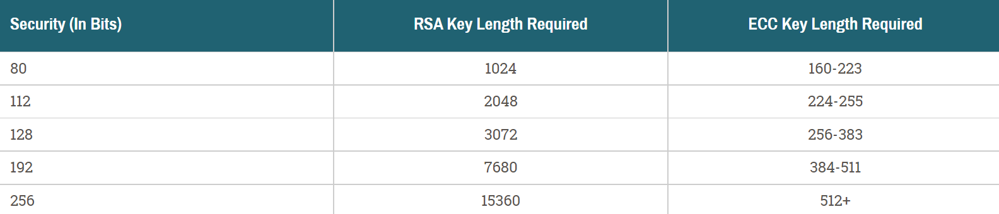 Security (In Bits) RSA Key Length Required ECC Key Length Required
80 1024 160-223
112 2048 224-255
128 3072 256-383
192 7680 384-511
256 15360 512+